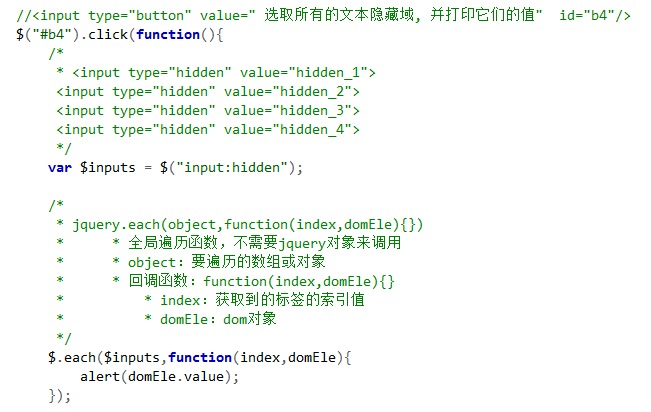 //<input type="button" value=" 选取所有的文本隐藏域, 并打印它们的值"  id="b4"/>
$("#b4").click(function(){
    /*
     * <input type="hidden" value="hidden_1">
     <input type="hidden" value="hidden_2">
     <input type="hidden" value="hidden_3">
     <input type="hidden" value="hidden_4">
     */
    var $inputs = $("input:hidden");

    /*
     * jquery.each(object,function(index,domEle){})
     *      * 全局遍历函数，不需要jquery对象来调用
     *      * object：要遍历的数组或对象
     *      * 回调函数：function(index,domEle){}
     *          * index：获取到的标签的索引值
     *          * domEle：dom对象
     */
    $.each($inputs,function(index,domEle){
        alert(domEle.value);
    });